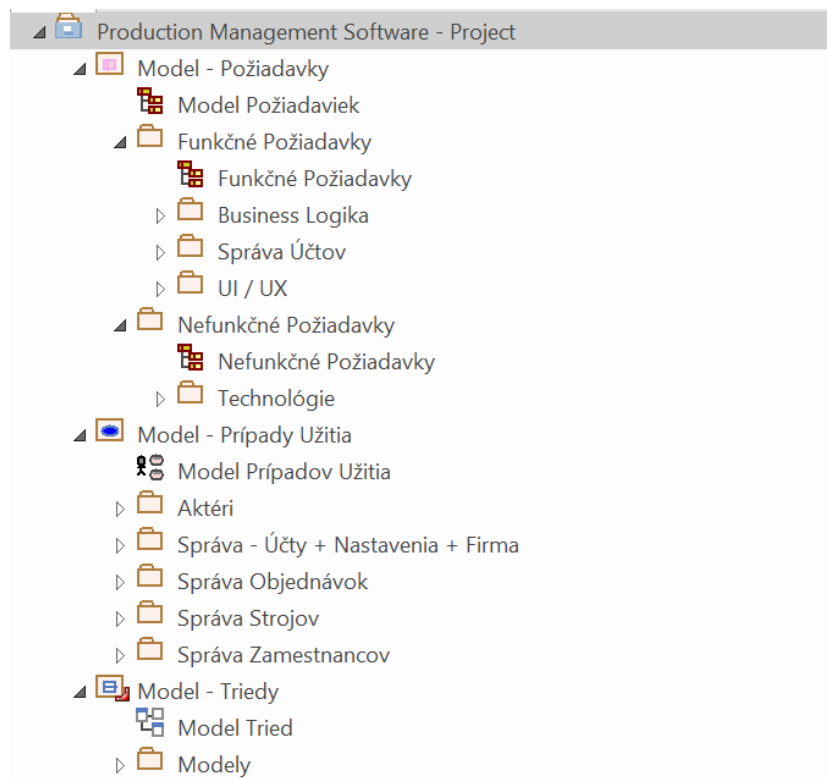 Production Management Software - Project
Model - Požiadavky
Model Požiadaviek
Funkčné Požiadavky
Funkčné Požiadavky
Business Logika
Správa Účtov
UI / UX
Nefunkčné Požiadavky
Nefunkčné Požiadavky
Technológie
Model - Prípady Užitia
Model Prípadov Užitia
Aktéri
Správa - Účty + Nastavenia + Firma
Správa Objednávok
Správa Strojov
Správa Zamestnancov
Model - Triedy
Model Tried
Modely